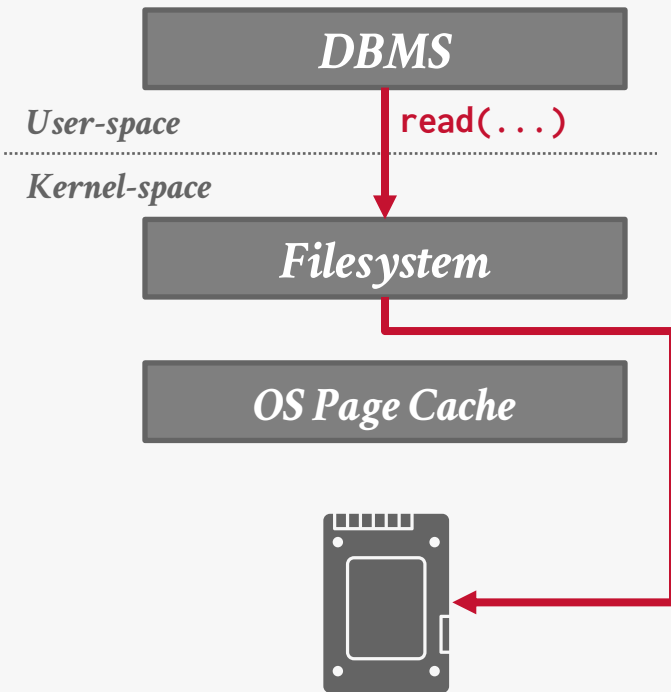 DBMS
User-space
read(...)
Kernel-space
Filesystem
OS Page Cache